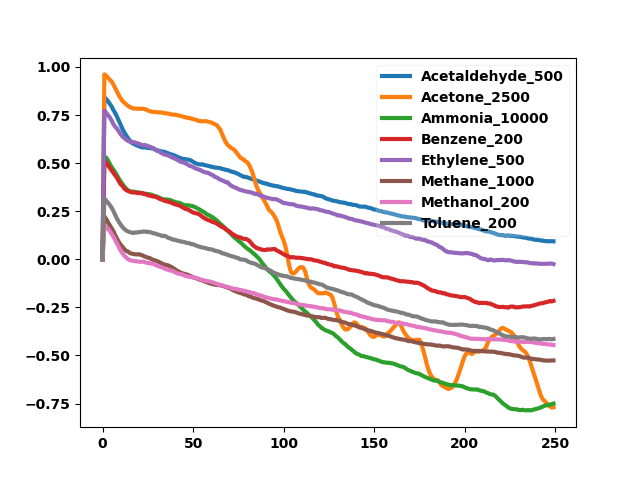 1.00
0.75
0.50
0.25
0.00
−0.25
−0.50
−0.75
0
50
100
150
200
250
Acetaldehyde_500
Acetone_2500
Ammonia_10000
Benzene_200
Ethylene_500
Methane_1000
Methanol_200
Toluene_200